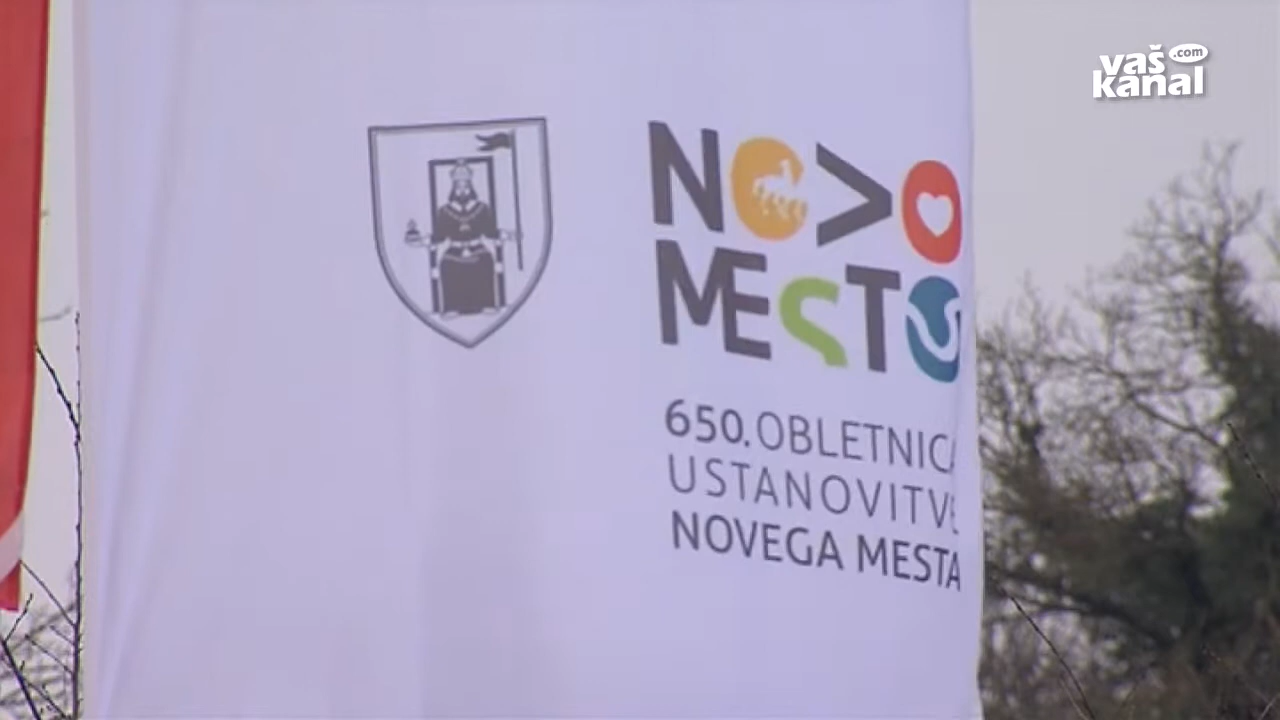 vaš .com
kanal
NOVO
MESTO
650. OBLETNICA
USTANOVITVE
NOVEGA MESTA